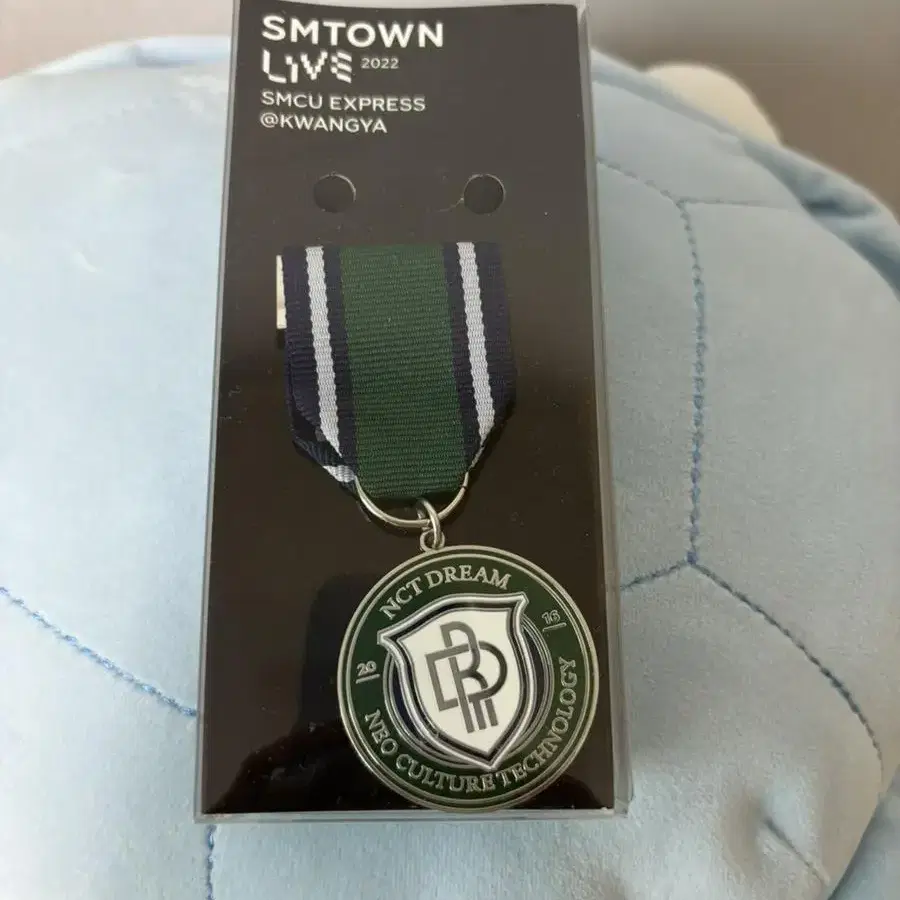 SMTOWN
LIVE 2022
SMCU EXPRESS
@KWANGYA
NCT DREAM
20 16
NEO CULTURE TECHNOLOGY